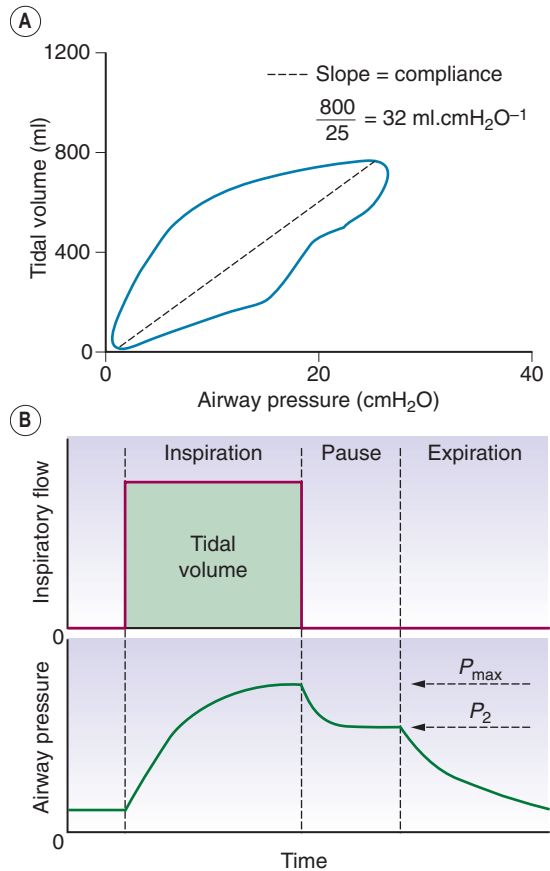 A
1200
800
400
0
Tidal volume (ml)
---- Slope = compliance
800
25
= 32 ml.cmH₂O⁻¹
0
20
40
Airway pressure (cmH₂O)
B
Inspiration
Pause
Expiration
Inspiratory flow
Tidal
volume
0
Airway pressure
Pmax
P2
0
Time